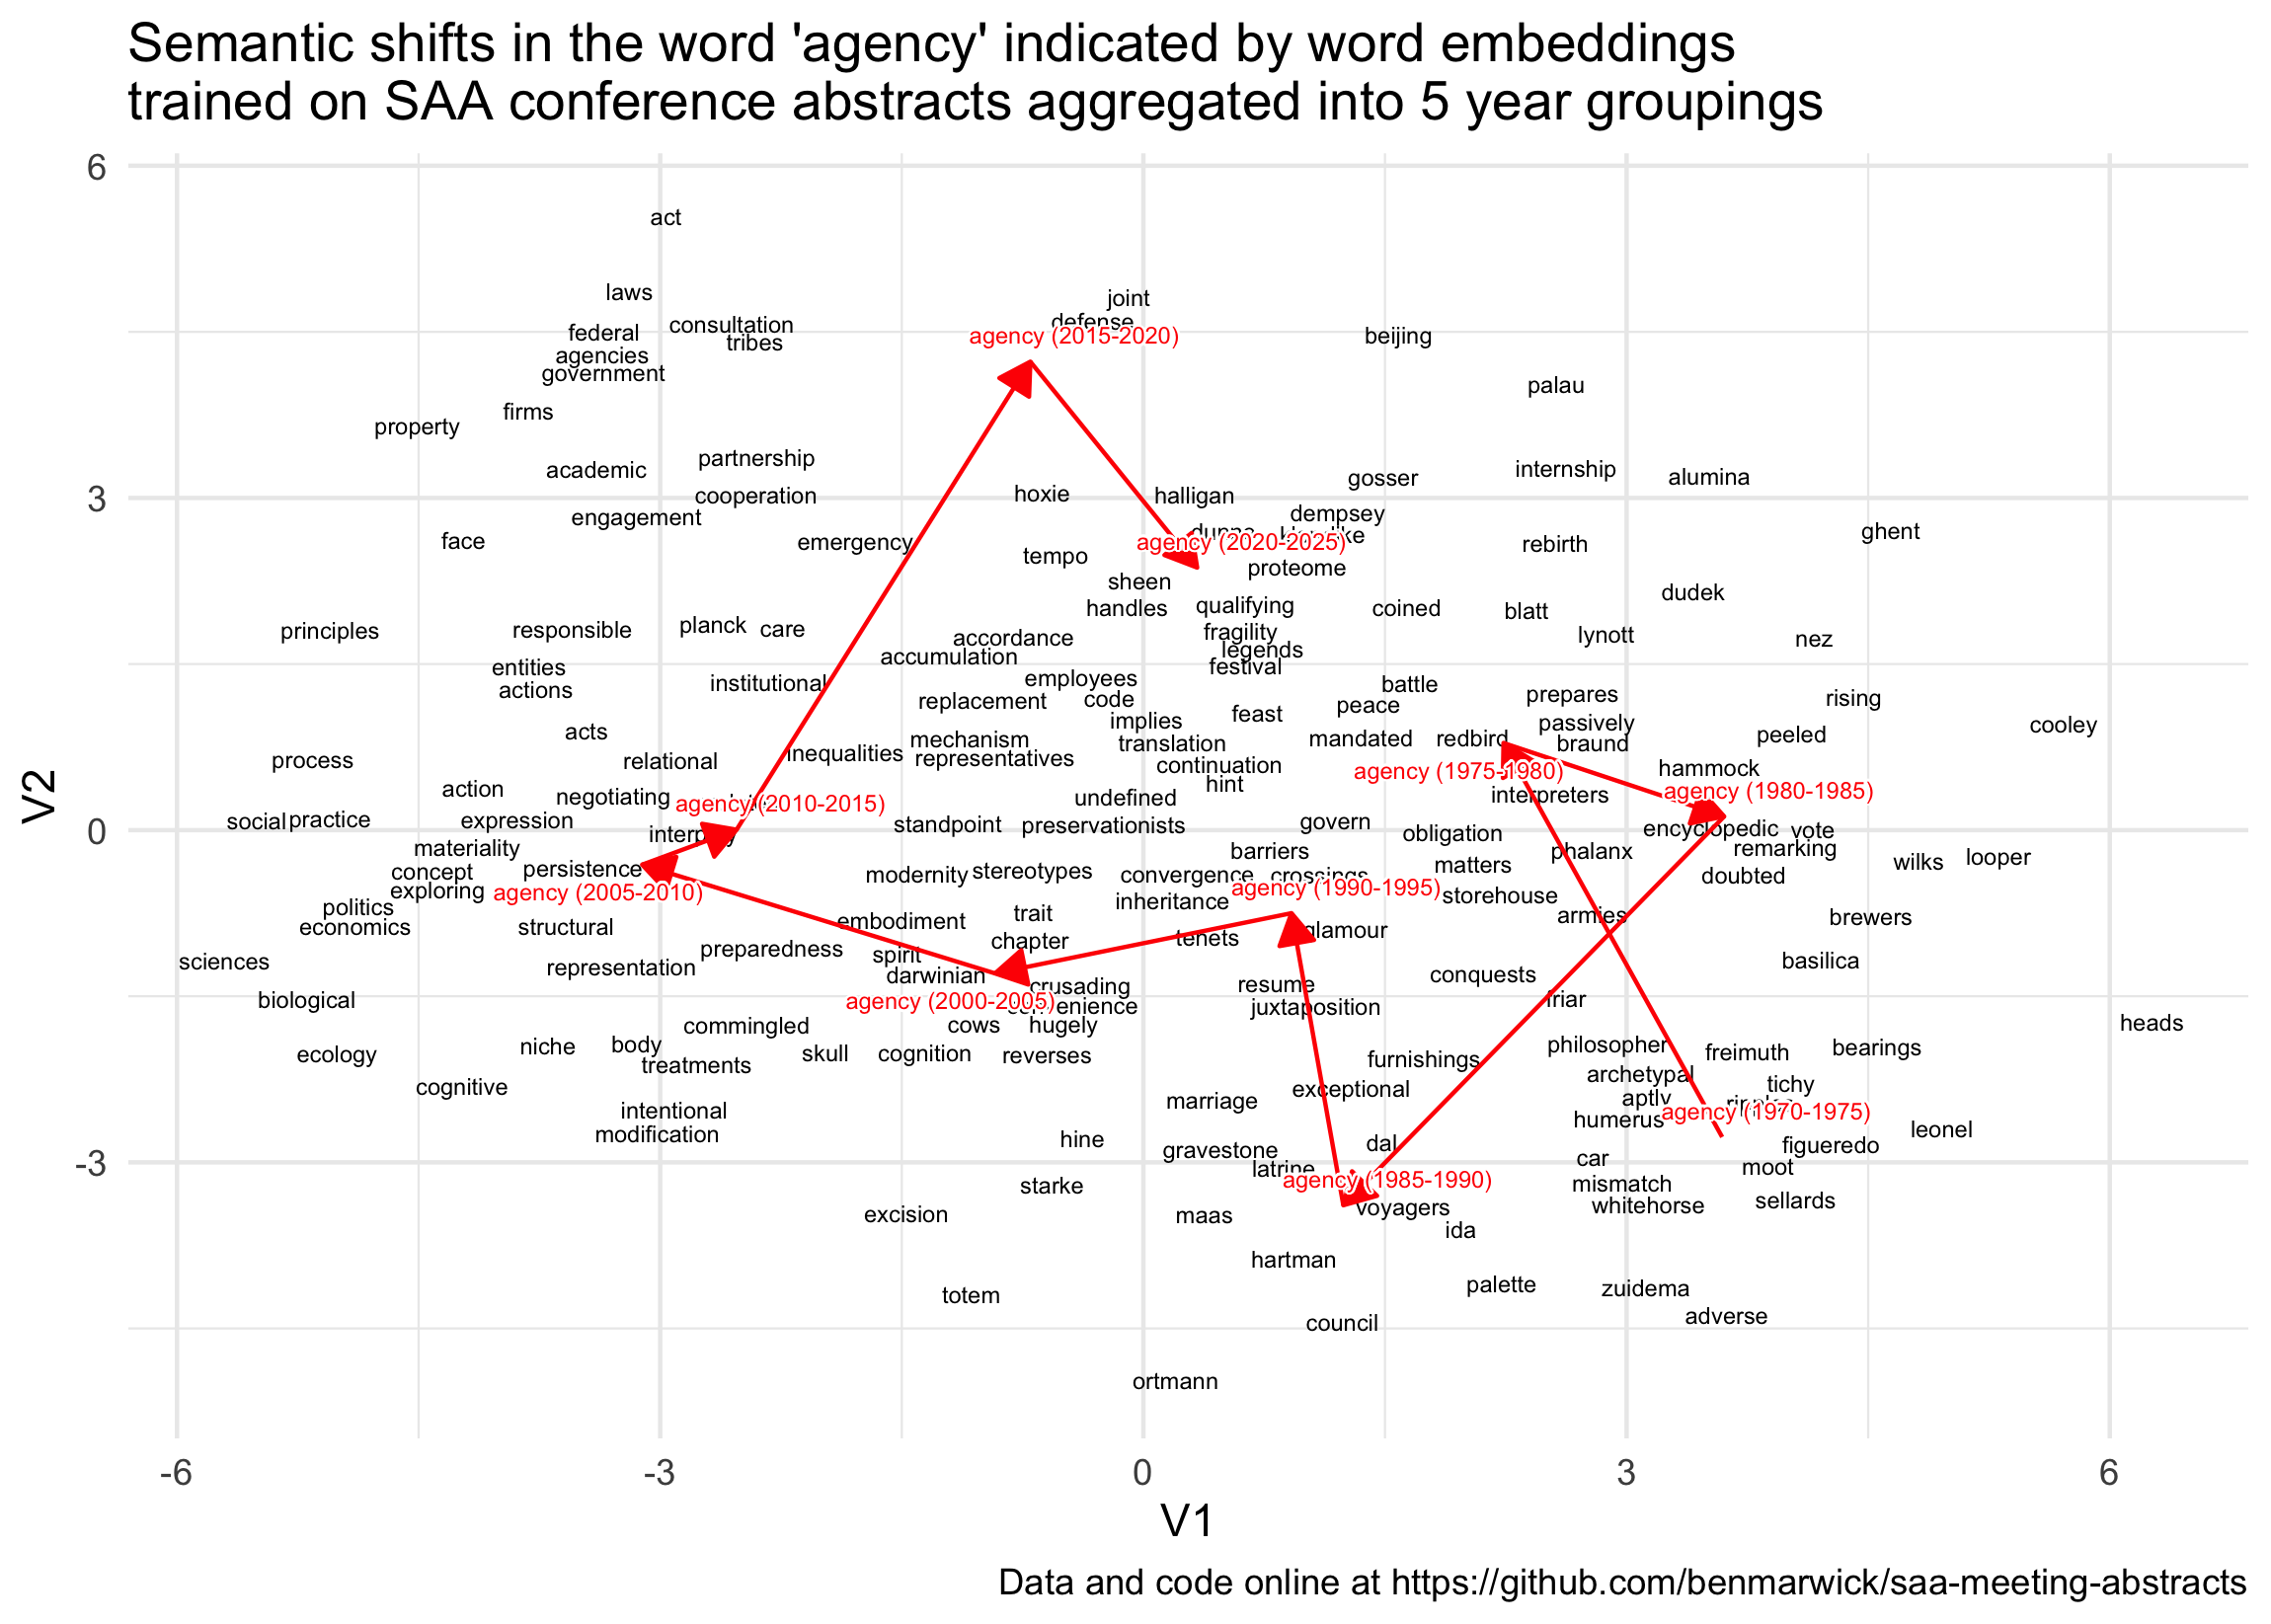 Semantic shifts in the word 'agency' indicated by word embeddings
trained on SAA conference abstracts aggregated into 5 year groupings
6
act
laws
joint
consultation
defense
federal
agency (2015-2020)
beijing
tribes
agencies
government
palau
firms
property
partnership
academic
internship
alumina
gosser
cooperation
hoxie
halligan
3
engagement
dempsey
ghent
face
emergency
agency (2020-2025)
rebirth
tempo
proteome
sheen
dudek
handles
qualifying
coined
blatt
principles
responsible
planck
care
fragility
lynott
nez
accordance
accumulation
legends
entities
festival
actions
institutional
employees
battle
prepares
rising
replacement
code
peace
acts
implies
feast
passively
cooley
mechanism
translation
mandated
redbird
braund
peeled
inequalities
representatives
process
relational
continuation
hammock
agency (1975-1980)
hint
action
negotiating
undefined
interpreters
agency (1980-1985)
agency (2010-2015)
social
practice
expression
standpoint
preservationists
govern
encyclopedic
vote
0
interplay
obligation
materiality
barriers
phalanx
remarking
concept
persistence
modernity
stereotypes
convergence
crossings
matters
doubted
wilks
looper
exploring
agency (2005-2010)
agency (1990-1995)
storehouse
politics
inheritance
economics
structural
embodiment
trait
armies
brewers
chapter
tenets
glamour
preparedness
spirit
sciences
representation
darwinian
conquests
basilica
biological
agency (2000-2005)
crusading
resume
friar
juxtaposition
commingled
cows
hugely
heads
ecology
niche
body
skull
cognition
reverses
philosopher
freimuth
bearings
treatments
furnishings
cognitive
exceptional
archetypal
tichy
intentional
marriage
aptly
agency (1970-1975)
modification
hine
humerus
leonel
gravestone
dal
figueredo
-3
latrine
car
moot
starke
agency (1985-1990)
mismatch
excision
maas
voyagers
whitehorse
sellards
ida
hartman
totem
palette
zuidema
council
adverse
ortmann
-6
-3
0
3
6
V1
V2
Data and code online at https://github.com/benmarwick/saa-meeting-abstracts